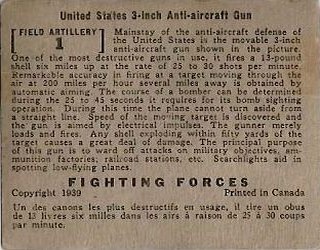 United States 3-inch Anti-aircraft Gun
FIELD ARTILLERY
1
Mainstay of the anti-aircraft defense of
the United States is the movable 3-inch
anti-aircraft gun shown in the picture.
One of the most destructive guns in use, it fires a 13-pound
shell six miles up at the rate of 25 to 30 shots per minute.
Remarkable accuracy in firing at a target moving through the
air at 200 miles per hour several miles away is obtained by
automatic aiming. The course of a bomber can be determined
during the 25 to 45 seconds it requires for its bomb sighting
operation. During this time the plane cannot turn aside from
a straight line. Speed of the moving target is discovered and
the gun is aimed by electrical impulses. The gunner merely
loads and fires. Any shell exploding within fifty yards of the
target causes a great deal of damage. The principal purpose
of this gun is to ward off attacks on military objectives, am-
munition factories, railroad stations, etc. Searchlights aid in
spotting low-flying planes.
FIGHTING FORCES
Copyright 1939 Printed in Canada
Un des canons les plus destructifs en usage, il tire un obus
de 13 livres six milles dans les airs à raison de 25 à 30 coups
par minute.